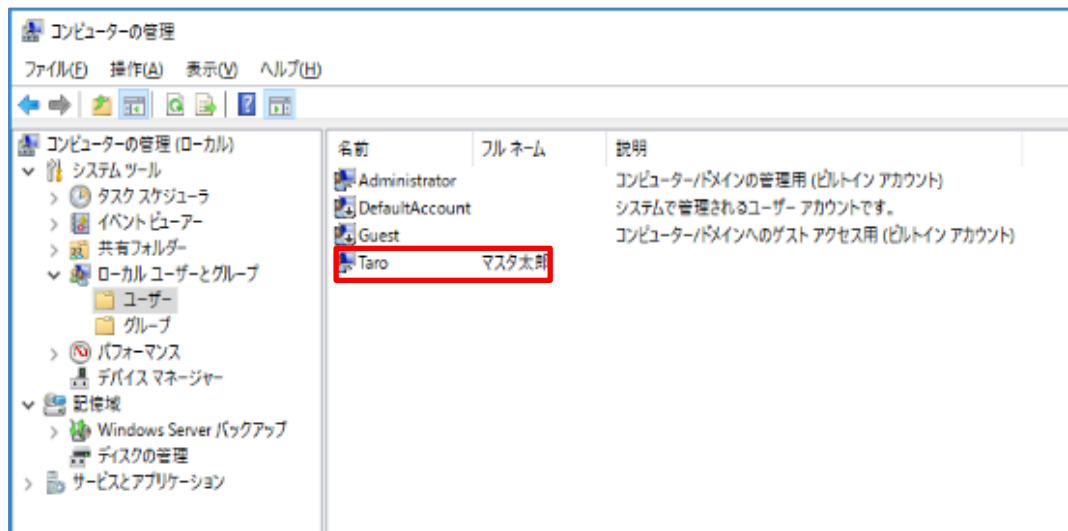 コンピューターの管理
ファイル(F) 操作(A) 表示(V) ヘルプ(H)
コンピューターの管理 (ローカル)
システム ツール
タスク スケジューラ
イベント ビューアー
共有フォルダー
ローカル ユーザーとグループ
ユーザー
グループ
パフォーマンス
デバイス マネージャー
記憶域
Windows Server バックアップ
ディスクの管理
サービスとアプリケーション
名前 フル ネーム 説明
Administrator コンピューター/ドメインの管理用 (ビルトイン アカウント)
DefaultAccount システムで管理されるユーザー アカウントです。
Guest コンピューター/ドメインへのゲスト アクセス用 (ビルトイン アカウント)
Taro マスタ太郎